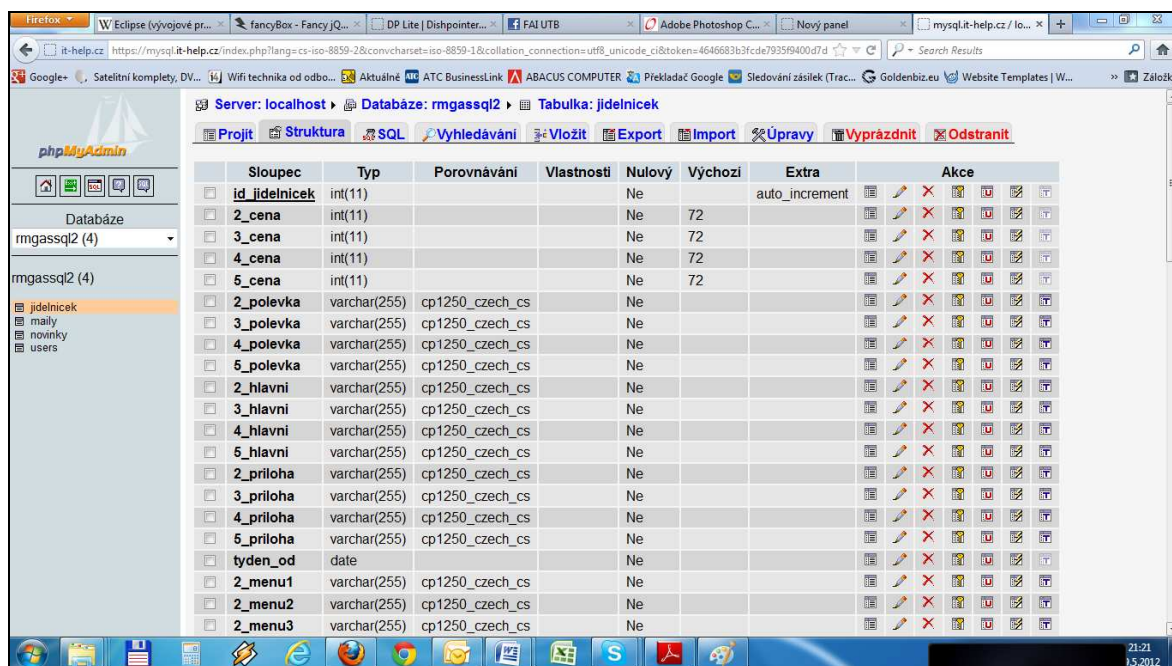 Firefox
Eclipse (vývojové pr...
fancyBox - Fancy jQ...
DP Lite | Dishpointer...
FAI UTB
Adobe Photoshop C...
Nový panel
mysql.it-help.cz / lo...
it-help.cz https://mysql.it-help.cz/index.php?lang=cs-iso-8859-2&convcharset=iso-8859-1&collation_connection=utf8_unicode_ci&token=4646683b3fcde7935f9400d7d
Search Results
Google+ Satelitní komplety, DV... Wifi technika od odbo... Aktuálně ATC BusinessLink ABACUS COMPUTER Překladač Google Sledování zásilek (Trac... Goldenbiz.eu Website Templates | W... » Záložk
phpMyAdmin
Databáze
rmgassql2 (4)
rmgassql2 (4)
jidelnicek
maily
novinky
users
Server: localhost Databáze: rmgassql2 Tabulka: jidelnicek
Projít Struktura SQL Vyhledávání Vložit Export Import Úpravy Vyprázdnit Odstranit
Sloupec Typ Porovnávání Vlastnosti Nulový Výchozí Extra Akce
id_jidelnicek int(11) Ne auto_increment
2_cena int(11) Ne 72
3_cena int(11) Ne 72
4_cena int(11) Ne 72
5_cena int(11) Ne 72
2_polevka varchar(255) cp1250_czech_cs Ne
3_polevka varchar(255) cp1250_czech_cs Ne
4_polevka varchar(255) cp1250_czech_cs Ne
5_polevka varchar(255) cp1250_czech_cs Ne
2_hlavni varchar(255) cp1250_czech_cs Ne
3_hlavni varchar(255) cp1250_czech_cs Ne
4_hlavni varchar(255) cp1250_czech_cs Ne
5_hlavni varchar(255) cp1250_czech_cs Ne
2_priloha varchar(255) cp1250_czech_cs Ne
3_priloha varchar(255) cp1250_czech_cs Ne
4_priloha varchar(255) cp1250_czech_cs Ne
5_priloha varchar(255) cp1250_czech_cs Ne
tyden_od date Ne
2_menu1 varchar(255) cp1250_czech_cs Ne
2_menu2 varchar(255) cp1250_czech_cs Ne
2_menu3 varchar(255) cp1250_czech_cs Ne
21:21
.5.2012